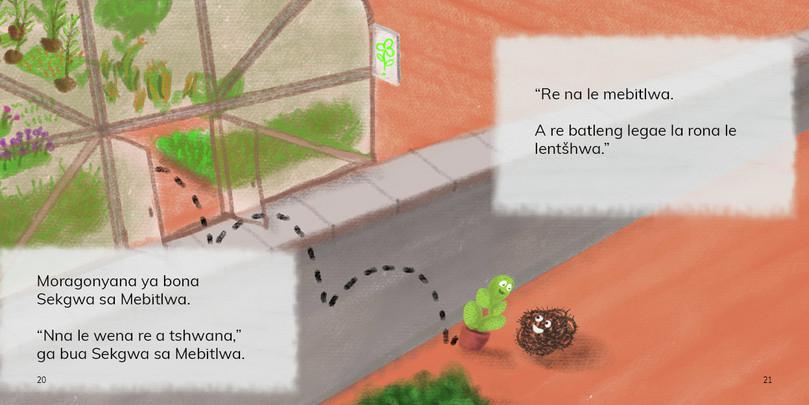 Moragonyana ya bona
Sekgwa sa Mebitlwa.
“Nna le wena re a tshwana,”
ga bua Sekgwa sa Mebitlwa.
20
“Re na le mebitlwa.
A re batleng legae la rona le
lentšhwa.”
21